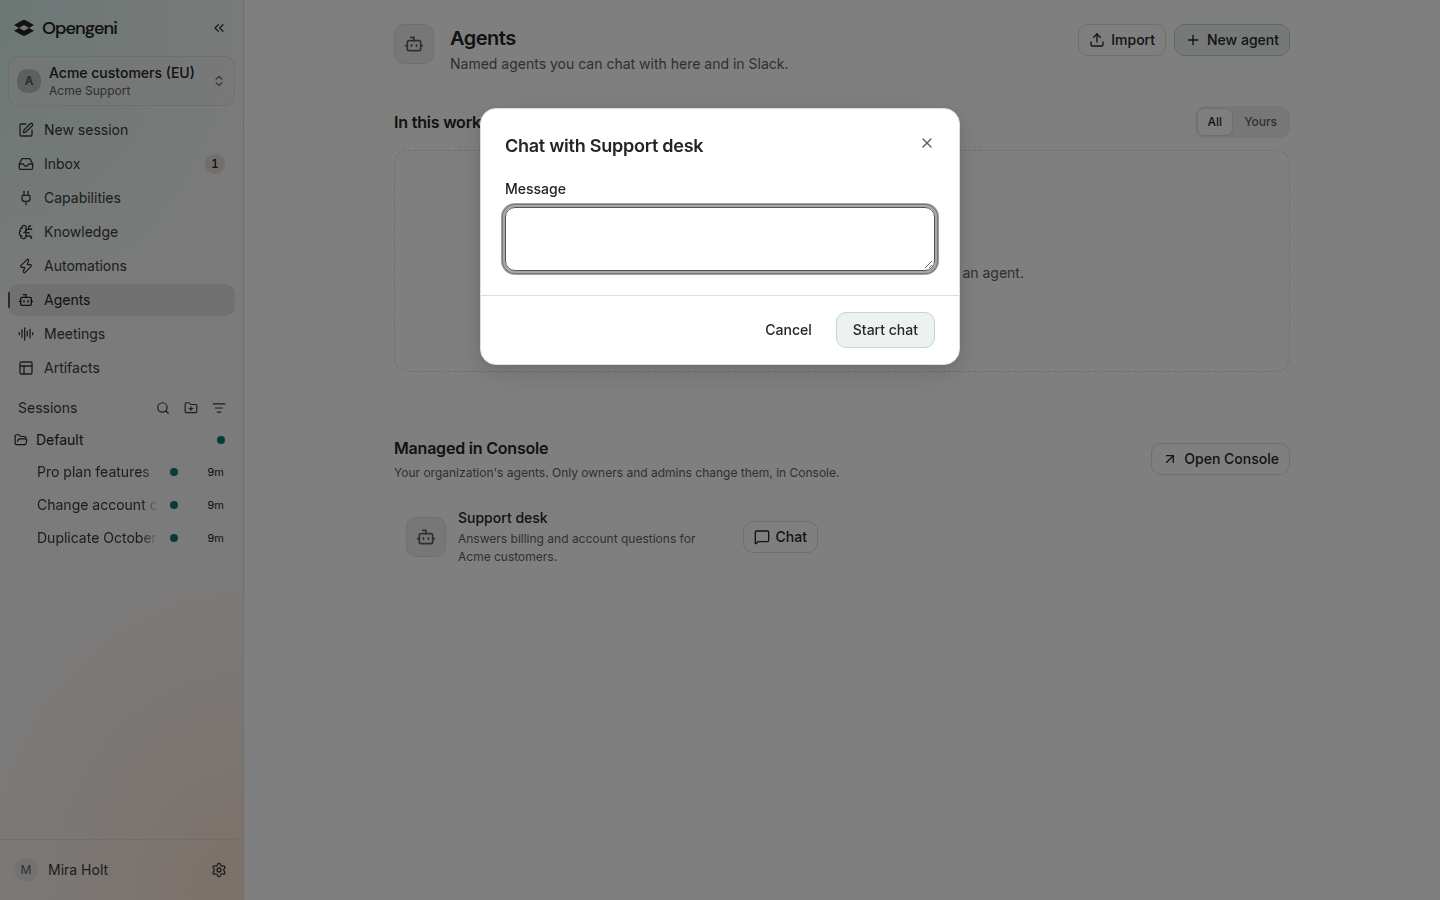 Opengeni
A
Acme customers (EU)
Acme Support
New session
Inbox
1
Capabilities
Knowledge
Automations
Agents
Meetings
Artifacts
Sessions
Default
Pro plan features
9m
Change account
9m
Duplicate October
9m
M
Mira Holt
Agents
Named agents you can chat with here and in Slack.
Import
New agent
In this work
All
Yours
an agent.
Chat with Support desk
Message
Cancel
Start chat
Managed in Console
Your organization's agents. Only owners and admins change them, in Console.
Open Console
Support desk
Answers billing and account questions for
Acme customers.
Chat